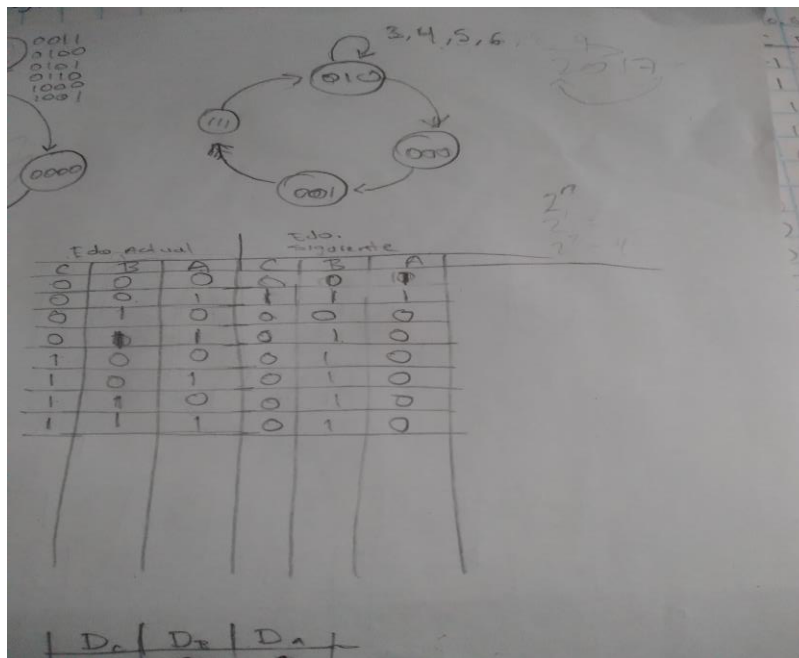 0011
0100
0101
0110
1000
1001
0000
3,4,5,6
010
111
000
001
2017
2ⁿ
Edo. actual Edo. siguiente
C B A C B A
0 0 0 0 0 1
0 0 1 1 1 1
0 1 0 0 0 0
0 1 0 1 0
1 0 0 0 1 0
1 0 1 0 1 0
1 1 0 0 1 0
1 1 1 0 1 0
Dc DB DA